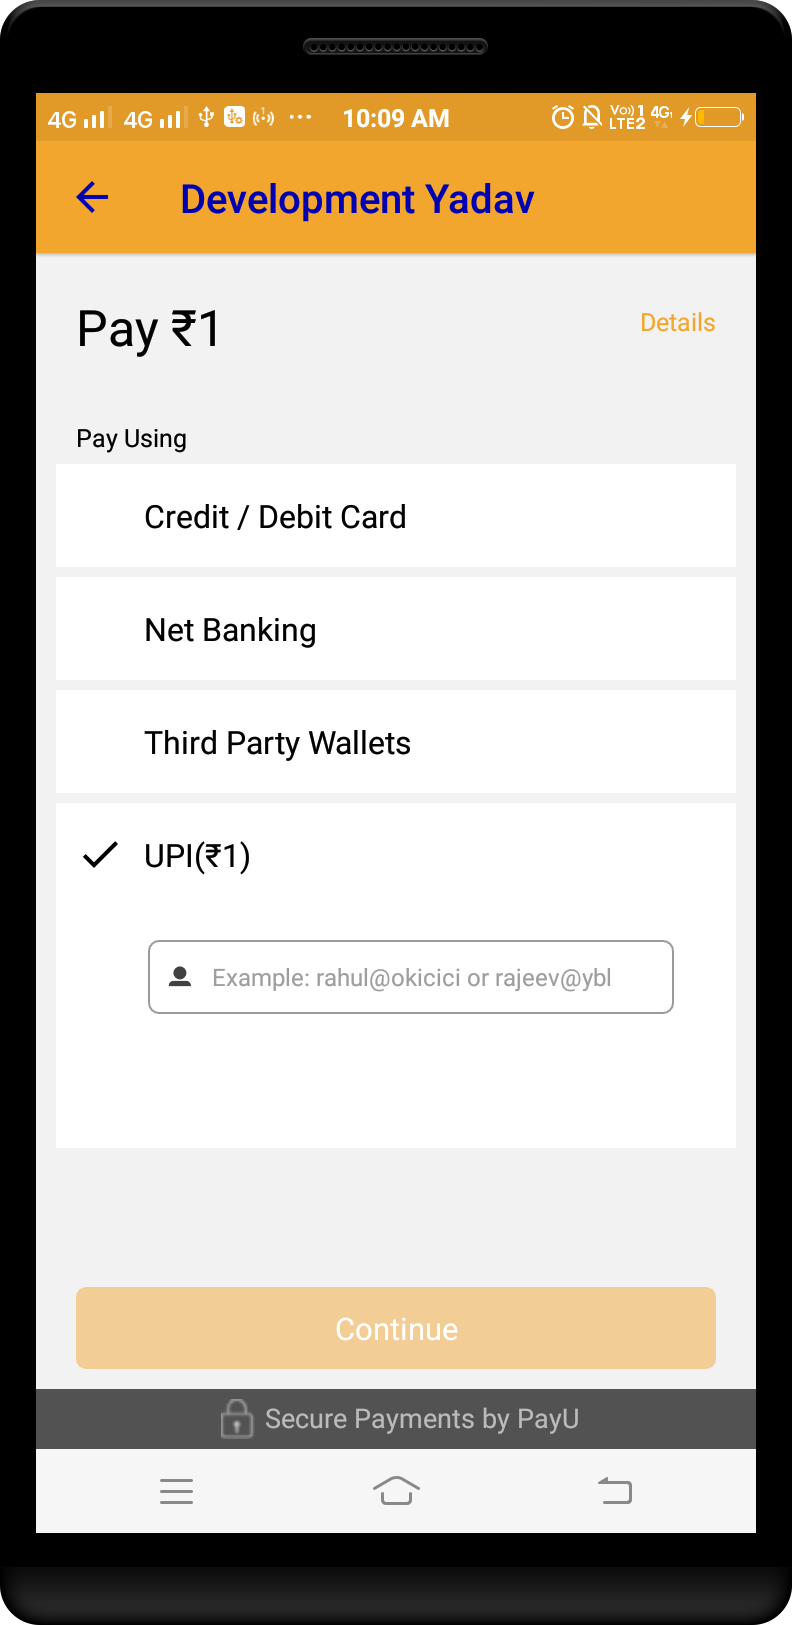 4G 4G 10:09 AM Vo)) 1 LTE2 4G
Development Yadav
Pay ₹1
Details
Pay Using
Credit / Debit Card
Net Banking
Third Party Wallets
UPI(₹1)
Example: rahul@okicici or rajeev@ybl
Continue
Secure Payments by PayU